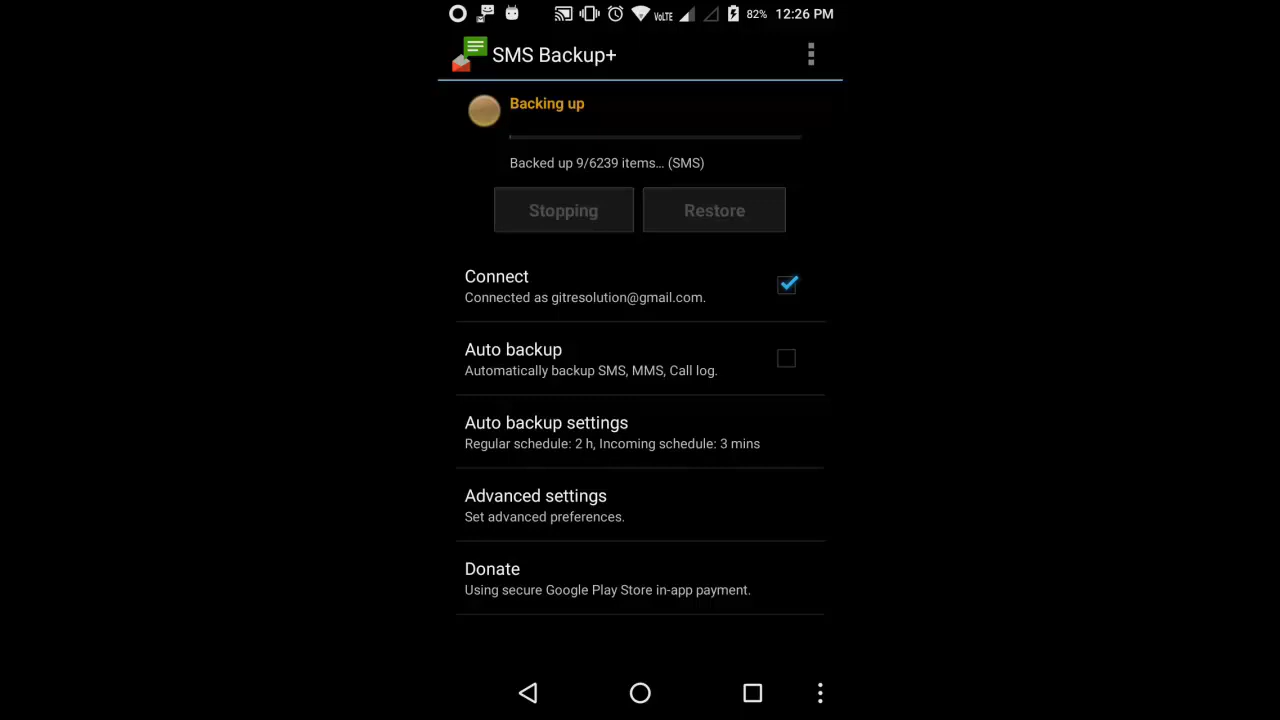 VoLTE 82% 12:26 PM
SMS Backup+
Backing up
Backed up 9/6239 items... (SMS)
Stopping Restore
Connect
Connected as gitresolution@gmail.com.
Auto backup
Automatically backup SMS, MMS, Call log.
Auto backup settings
Regular schedule: 2 h, Incoming schedule: 3 mins
Advanced settings
Set advanced preferences.
Donate
Using secure Google Play Store in-app payment.